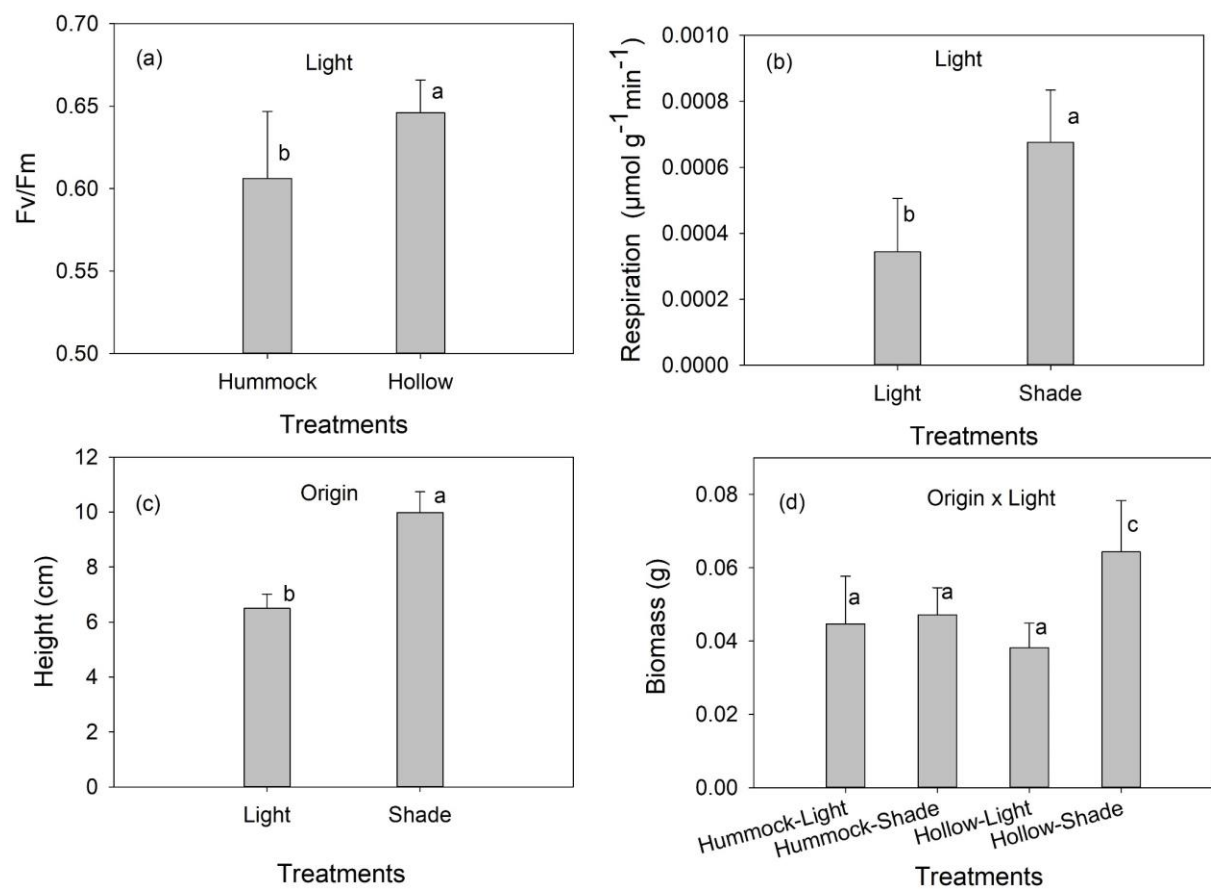 (a)
Light
Fv/Fm
0.70
0.65
0.60
0.55
0.50
b
a
Hummock
Hollow
Treatments
(b)
Light
Respiration (µmol g⁻¹min⁻¹)
0.0010
0.0008
0.0006
0.0004
0.0002
0.0000
b
a
Light
Shade
Treatments
(c)
Origin
Height (cm)
12
10
8
6
4
2
0
b
a
Light
Shade
Treatments
(d)
Origin x Light
Biomass (g)
0.08
0.06
0.04
0.02
0.00
a
a
a
c
Hummock-Light
Hummock-Shade
Hollow-Light
Hollow-Shade
Treatments